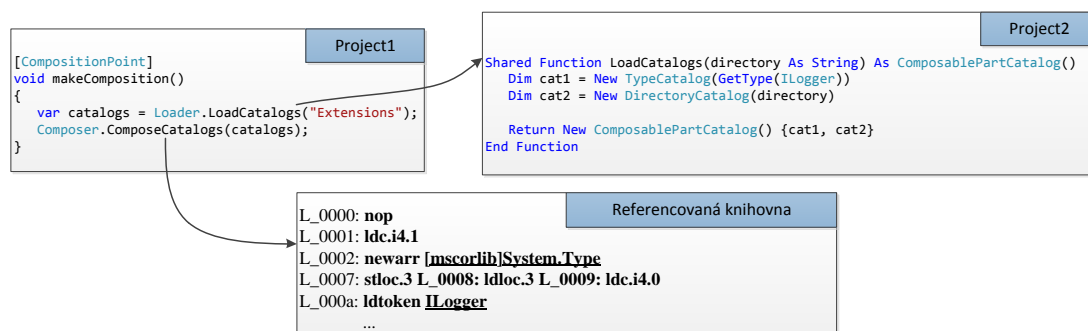 Project1
[CompositionPoint]
void makeComposition()
{
var catalogs = Loader.LoadCatalogs("Extensions");
Composer.ComposeCatalogs(catalogs);
}
Project2
Shared Function LoadCatalogs(directory As String) As ComposablePartCatalog()
Dim cat1 = New TypeCatalog(GetType(ILogger))
Dim cat2 = New DirectoryCatalog(directory)
Return New ComposablePartCatalog() {cat1, cat2}
End Function
Referencovaná knihovna
L_0000: nop
L_0001: ldc.i4.1
L_0002: newarr [mscorlib]System.Type
L_0007: stloc.3 L_0008: ldloc.3 L_0009: ldc.i4.0
L_000a: ldtoken ILogger
...